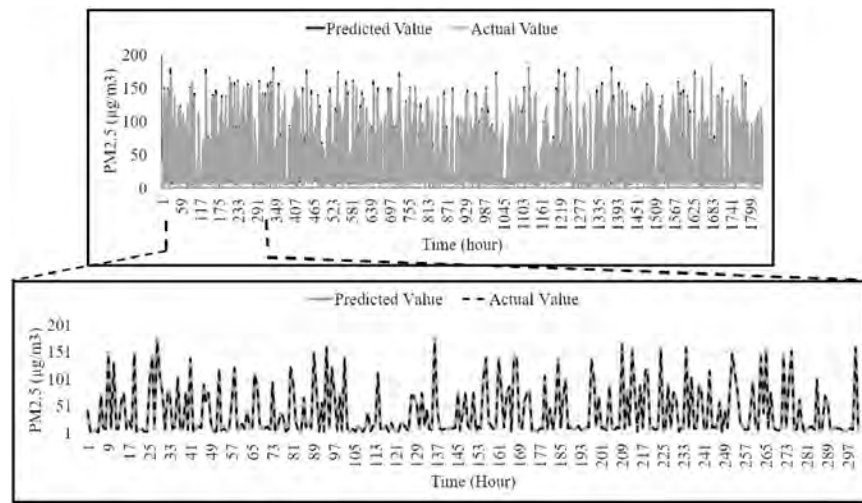 Predicted Value Actual Value
200
150
100
50
0
PM2.5 (μg/m3)
1 59 117 175 233 291 349 407 465 523 581 639 697 755 813 871 929 987 1045 1103 1161 1219 1277 1335 1393 1451 1509 1567 1625 1683 1741 1799
Time (hour)
Predicted Value Actual Value
201
151
101
51
1
PM2.5 (μg/m3)
1 9 17 25 33 41 49 57 65 73 81 89 97 105 113 121 129 137 145 153 161 169 177 185 193 201 209 217 225 233 241 249 257 265 273 281 289 297
Time (Hour)